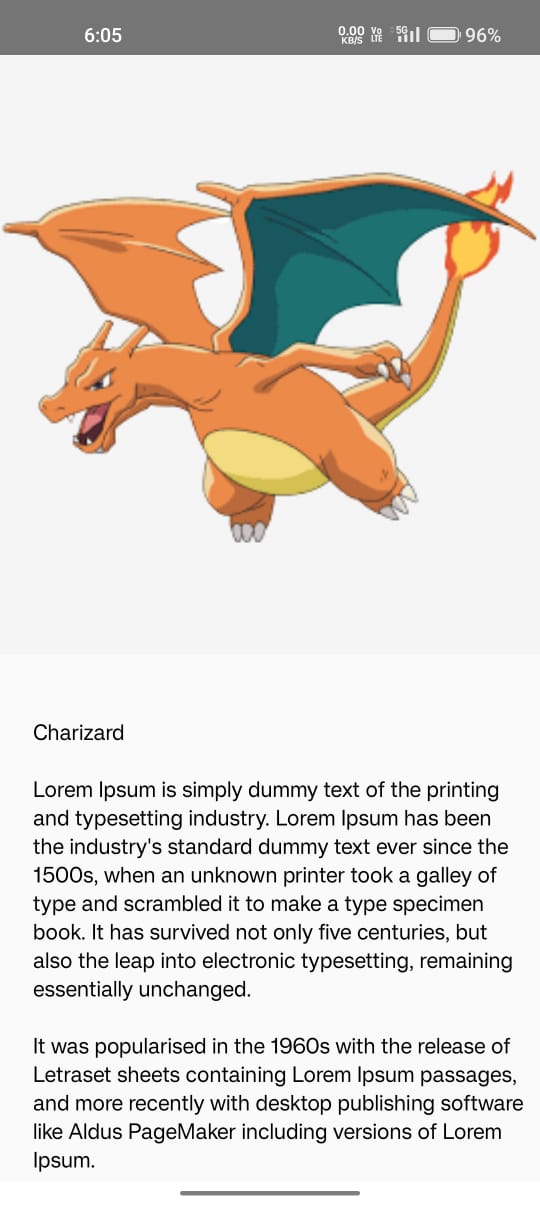 6:05
0.00 KB/S Vo LTE 5G 96%
Charizard
Lorem Ipsum is simply dummy text of the printing
and typesetting industry. Lorem Ipsum has been
the industry's standard dummy text ever since the
1500s, when an unknown printer took a galley of
type and scrambled it to make a type specimen
book. It has survived not only five centuries, but
also the leap into electronic typesetting, remaining
essentially unchanged.
It was popularised in the 1960s with the release of
Letraset sheets containing Lorem Ipsum passages,
and more recently with desktop publishing software
like Aldus PageMaker including versions of Lorem
Ipsum.